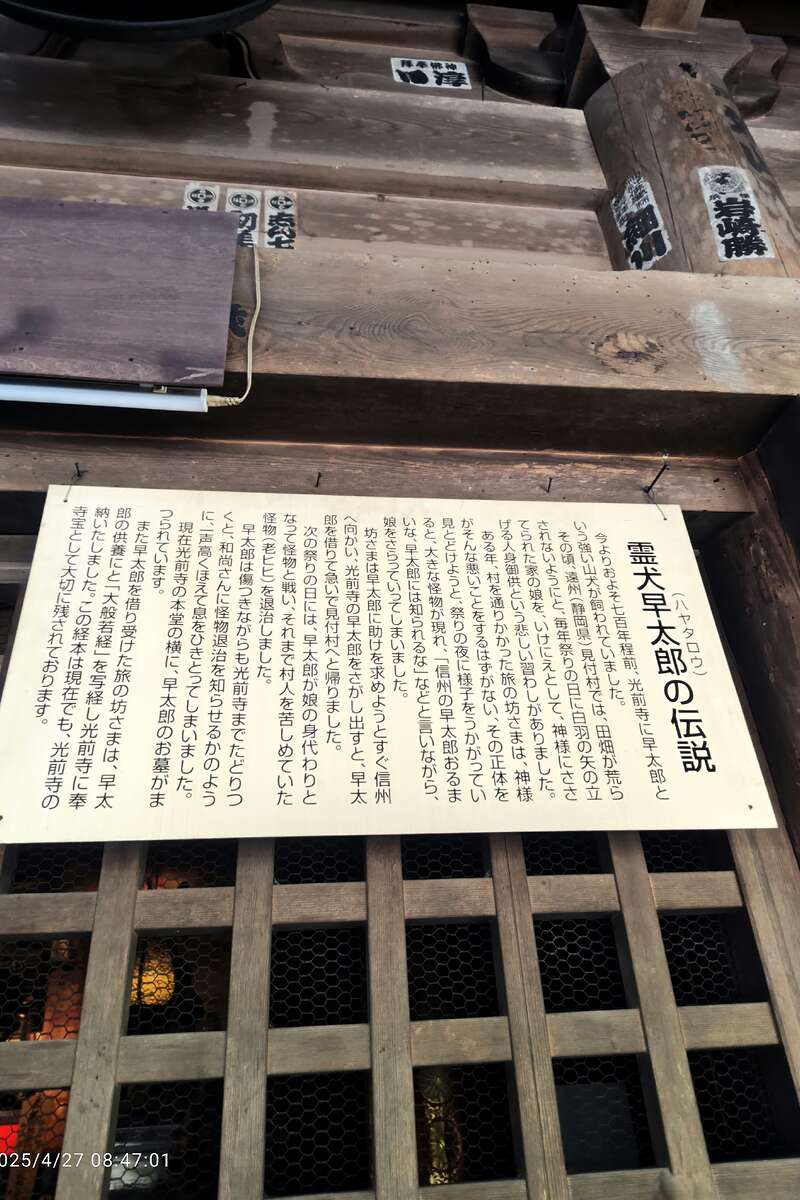 神佛奉拝
淳
岩崎勝
細川
霊犬早太郎の伝説
(ハヤタロウ)
今よりおよそ七百年程前、光前寺に早太郎と
いう強い山犬が飼われていました。
その頃、遠州(静岡県)見付村では、田畑が荒ら
されないようにと、毎年祭りの日に白羽の矢の立
てられた家の娘を、いけにえとして、神様にささ
げる人身御供という悲しい習わしがありました。
ある年、村を通りかかった旅の坊さまは、神様
がそんな悪いことをするはずがない、その正体を
見とどけようと、祭りの夜に様子をうかがってい
ると、大きな怪物が現れ、「信州の早太郎おるま
いな、早太郎には知られるな」などと言いながら、
娘をさらっていってしまいました。
坊さまは早太郎に助けを求めようとすぐ信州
へ向かい、光前寺の早太郎をさがし出すと、早太
郎を借りて急いで見付村へと帰りました。
次の祭りの日には、早太郎が娘の身代わりと
なって怪物と戦い、それまで村人を苦しめていた
怪物(老ヒヒ)を退治しました。
早太郎は傷つきながらも光前寺までたどりつ
くと、和尚さんに怪物退治を知らせるかのよう
に、一声高くほえて息をひきとってしまいました。
現在光前寺の本堂の横に、早太郎のお墓がま
つられています。
また早太郎を借り受けた旅の坊さまは、早太
郎の供養にと「大般若経」を写経し光前寺に奉
納いたしました。この経本は現在でも、光前寺の
寺宝として大切に残されております。
025/4/27 08:47:01